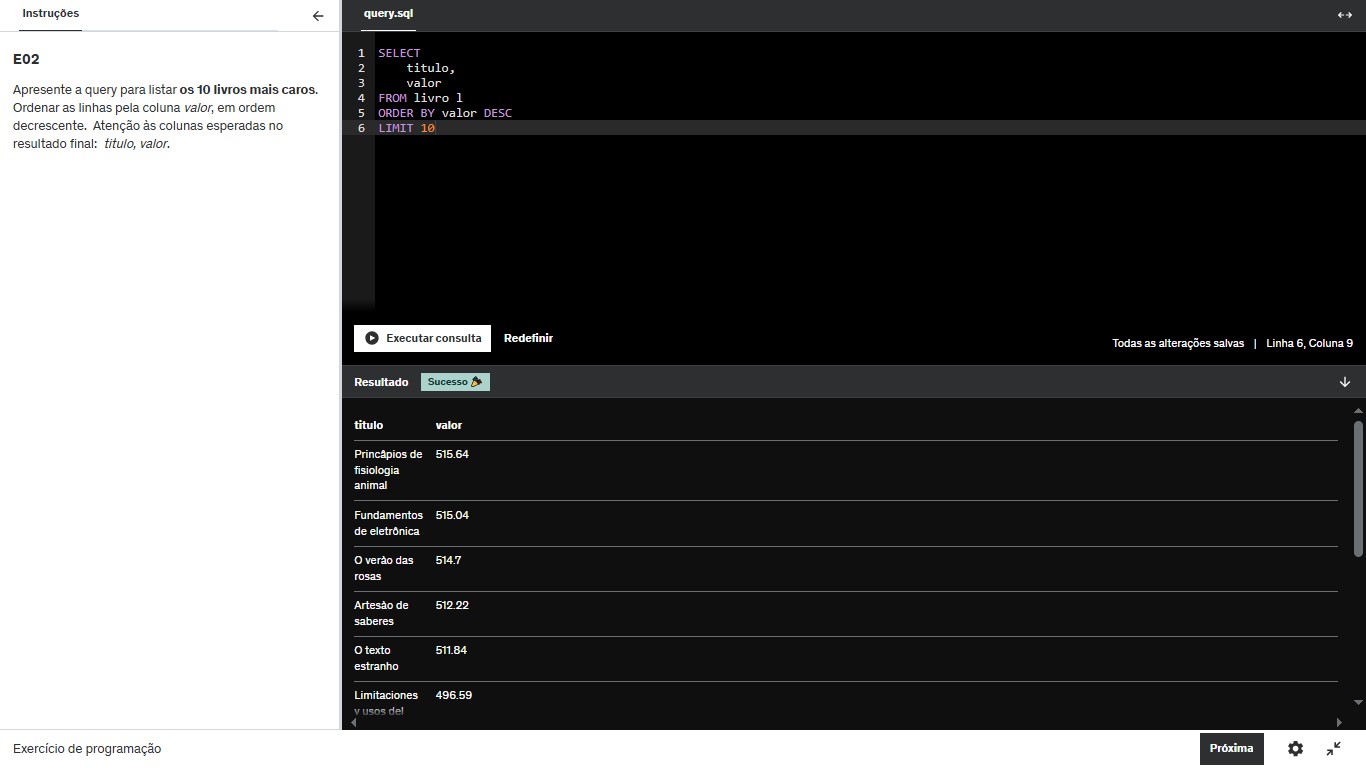 Instruções
E02
Apresente a query para listar os 10 livros mais caros.
Ordenar as linhas pela coluna valor, em ordem
decrescente. Atenção às colunas esperadas no
resultado final: titulo, valor.
query.sql
1 SELECT
2 titulo,
3 valor
4 FROM livro l
5 ORDER BY valor DESC
6 LIMIT 10
Executar consulta
Redefinir
Todas as alterações salvas | Linha 6, Coluna 9
Resultado
Sucesso
titulo valor
Princâpios de 515.64
fisiologia
animal
Fundamentos 515.04
de eletrônica
O verão das 514.7
rosas
Artesão de 512.22
saberes
O texto 511.84
estranho
Limitaciones 496.59
y usos del
Exercício de programação
Próxima